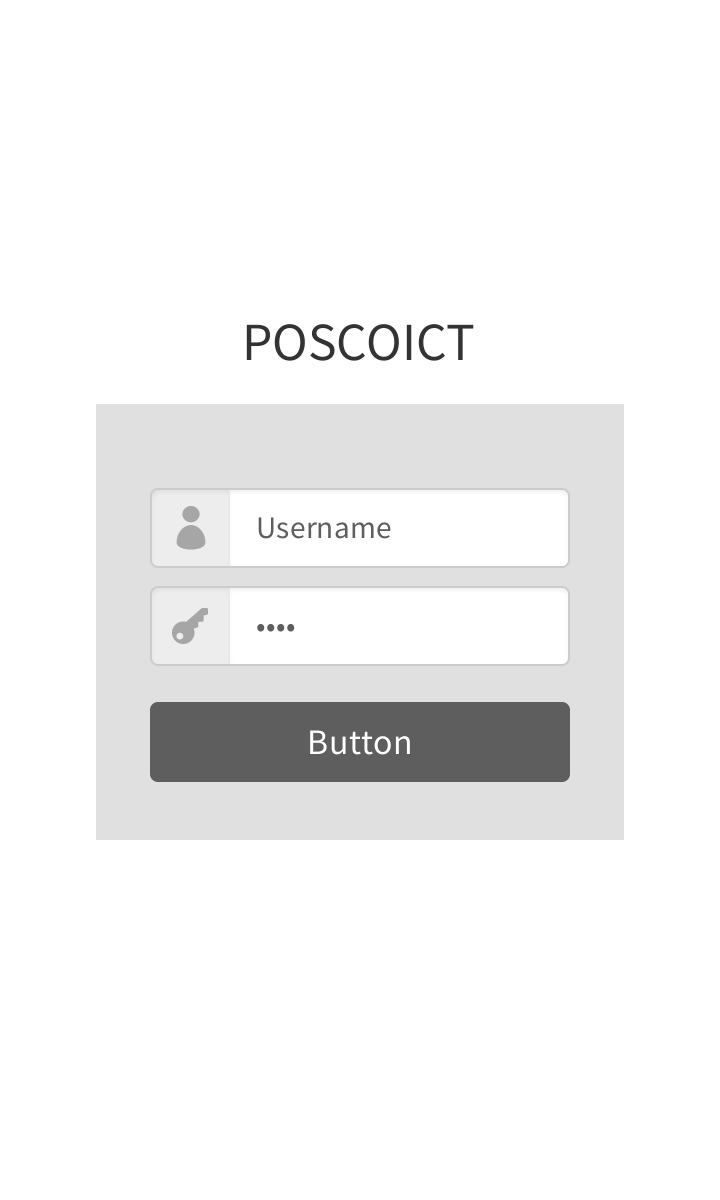 POSCOICT
Username
••••
Button